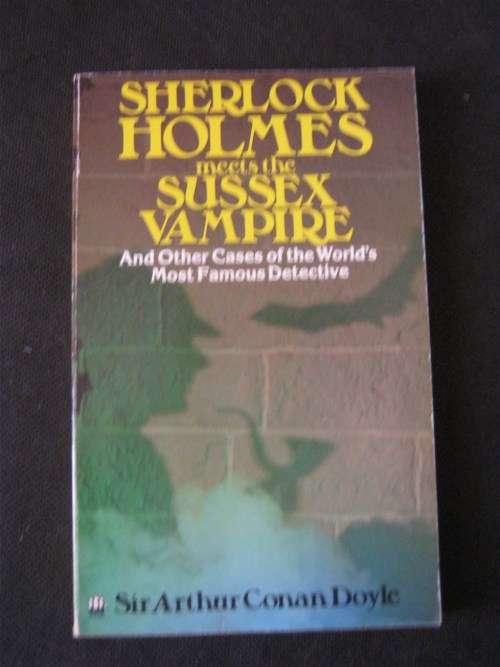 SHERLOCK
HOLMES
meets the
SUSSEX
VAMPIRE
And Other Cases of the World's
Most Famous Detective
Sir Arthur Conan Doyle